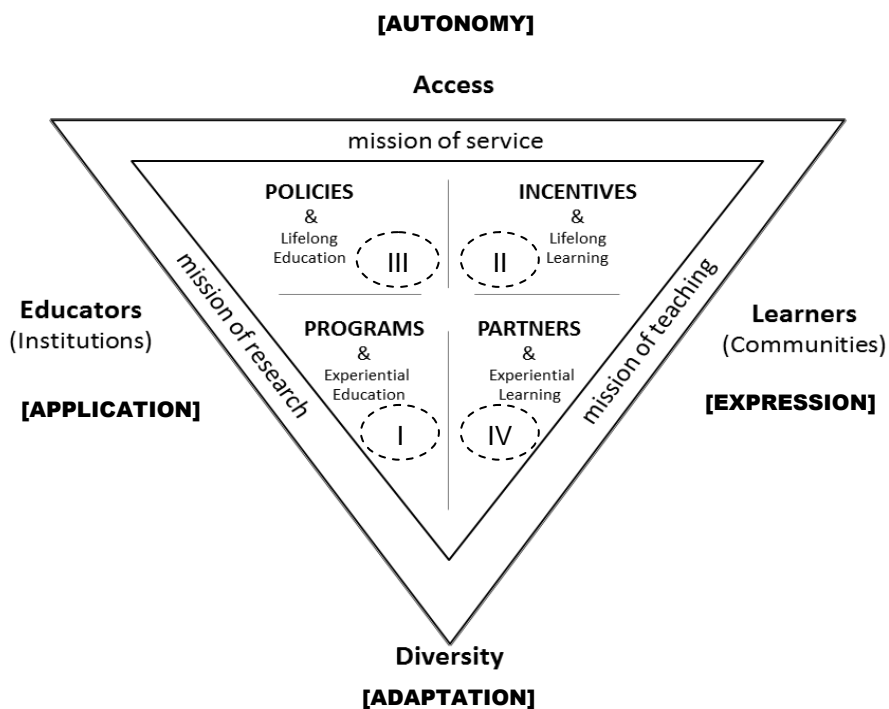 [AUTONOMY]
Access
mission of service
POLICIES
&
Lifelong
Education
III
INCENTIVES
&
Lifelong
Learning
II
mission of research
mission of teaching
Educators
(Institutions)
[APPLICATION]
Learners
(Communities)
[EXPRESSION]
PROGRAMS
&
Experiential
Education
I
PARTNERS
&
Experiential
Learning
IV
Diversity
[ADAPTATION]